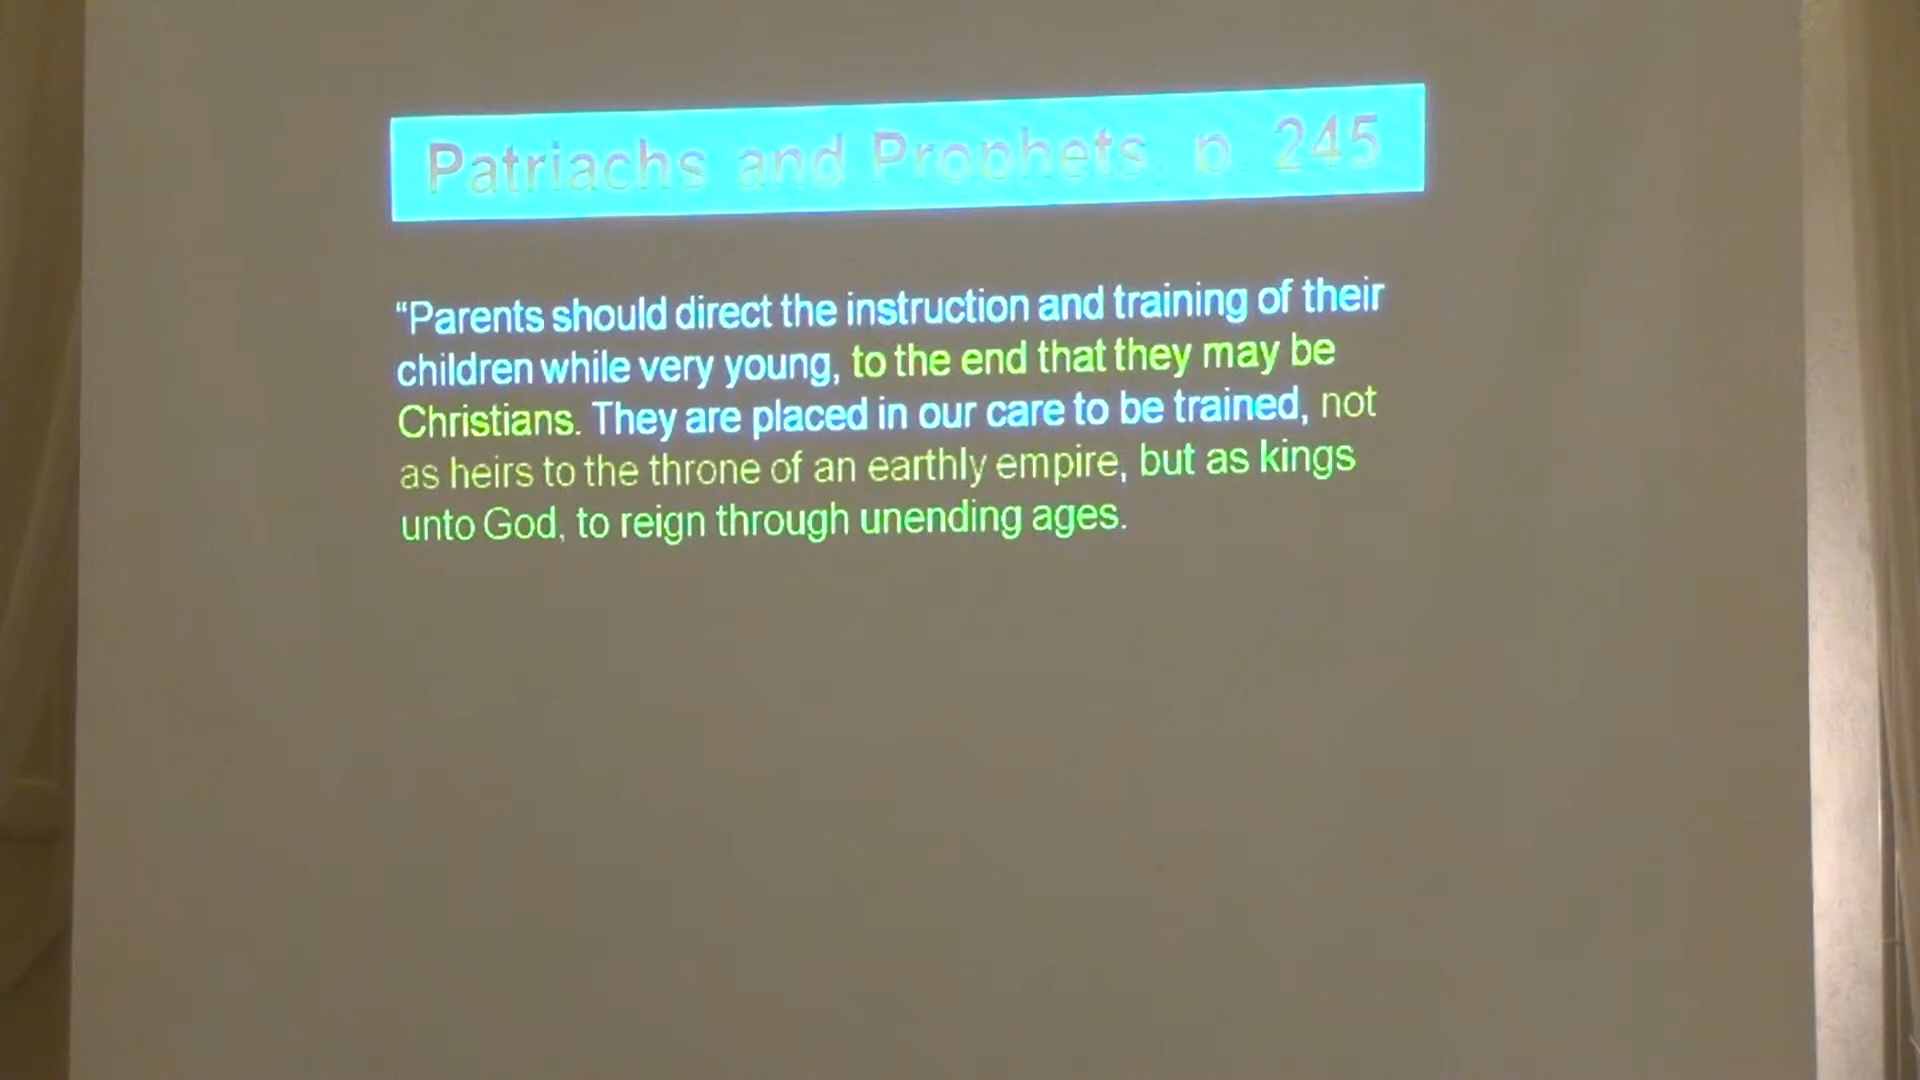 Patriachs and Prophets, p. 245
“Parents should direct the instruction and training of their
children while very young, to the end that they may be
Christians. They are placed in our care to be trained, not
as heirs to the throne of an earthly empire, but as kings
unto God, to reign through unending ages.